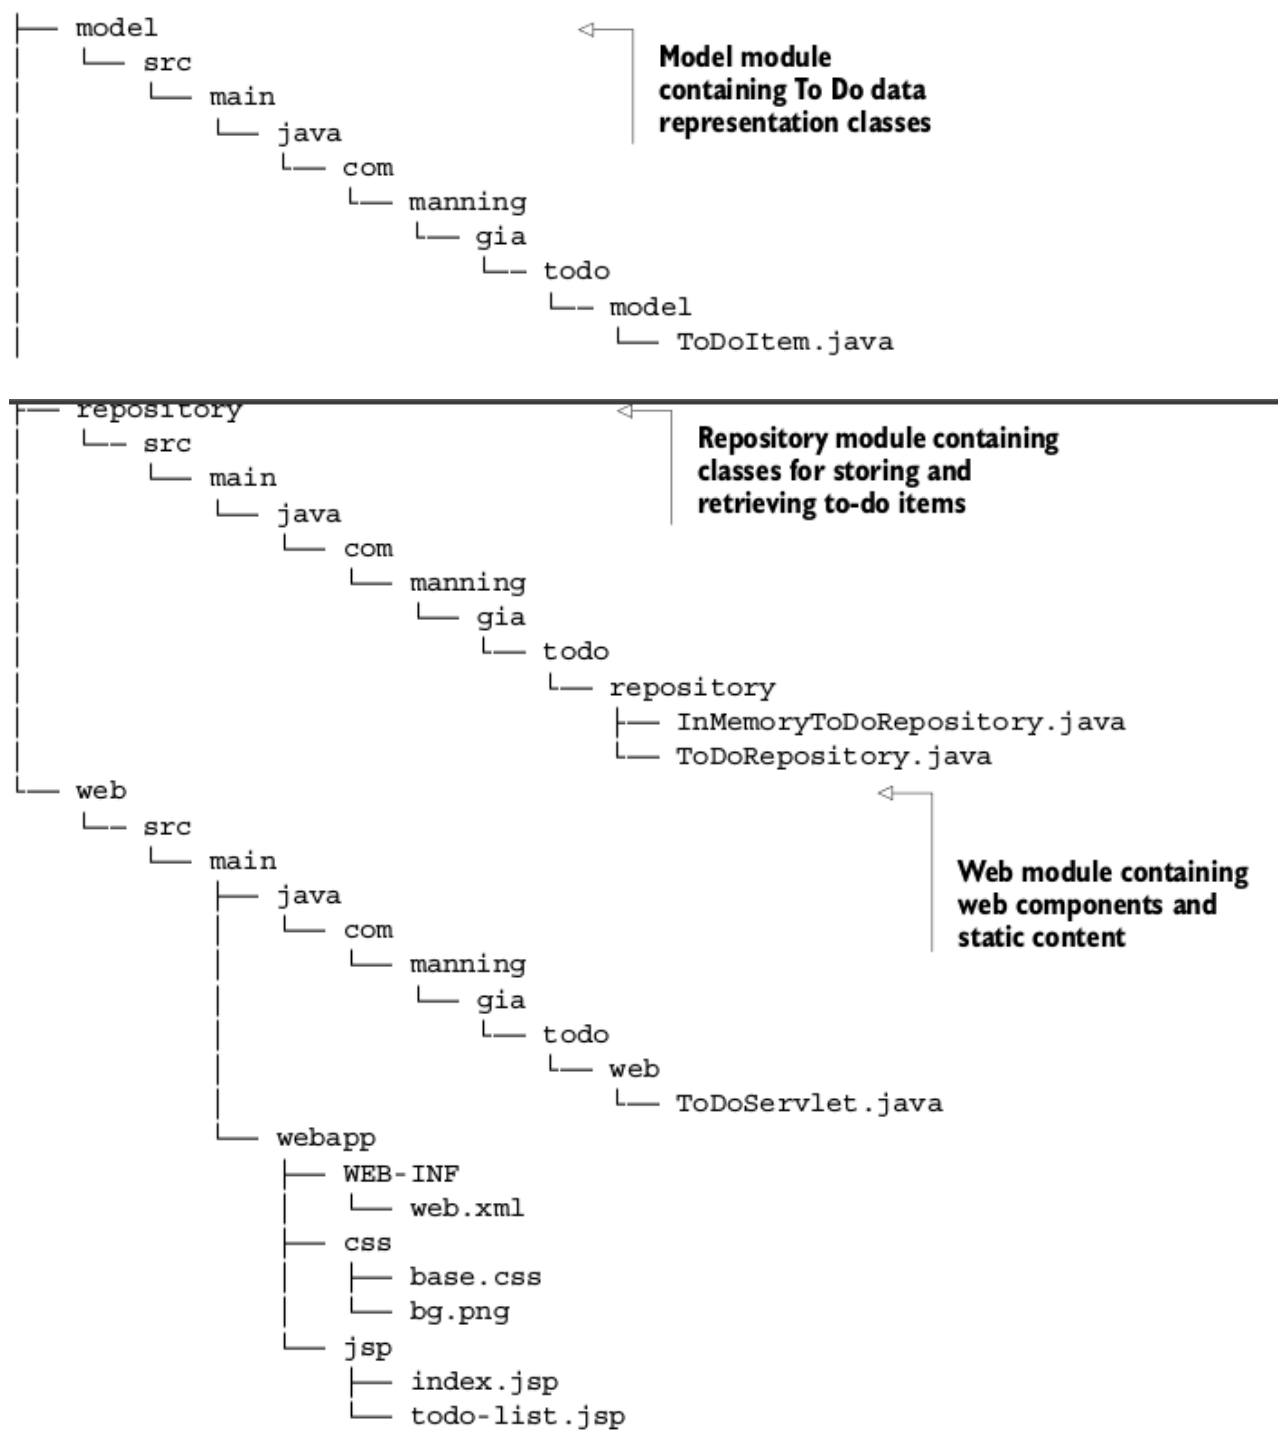 model
Model module
src
containing To Do data
main
representation classes
java
com
manning
gia
todo
model
ToDoItem.java
repository
Repository module containing
src
classes for storing and
main
retrieving to-do items
java
com
manning
gia
todo
repository
InMemoryToDoRepository.java
ToDoRepository.java
web
src
main
Web module containing
java
web components and
com
static content
manning
gia
todo
web
ToDoServlet.java
webapp
WEB-INF
web.xml
css
base.css
bg.png
jsp
index.jsp
todo-list.jsp